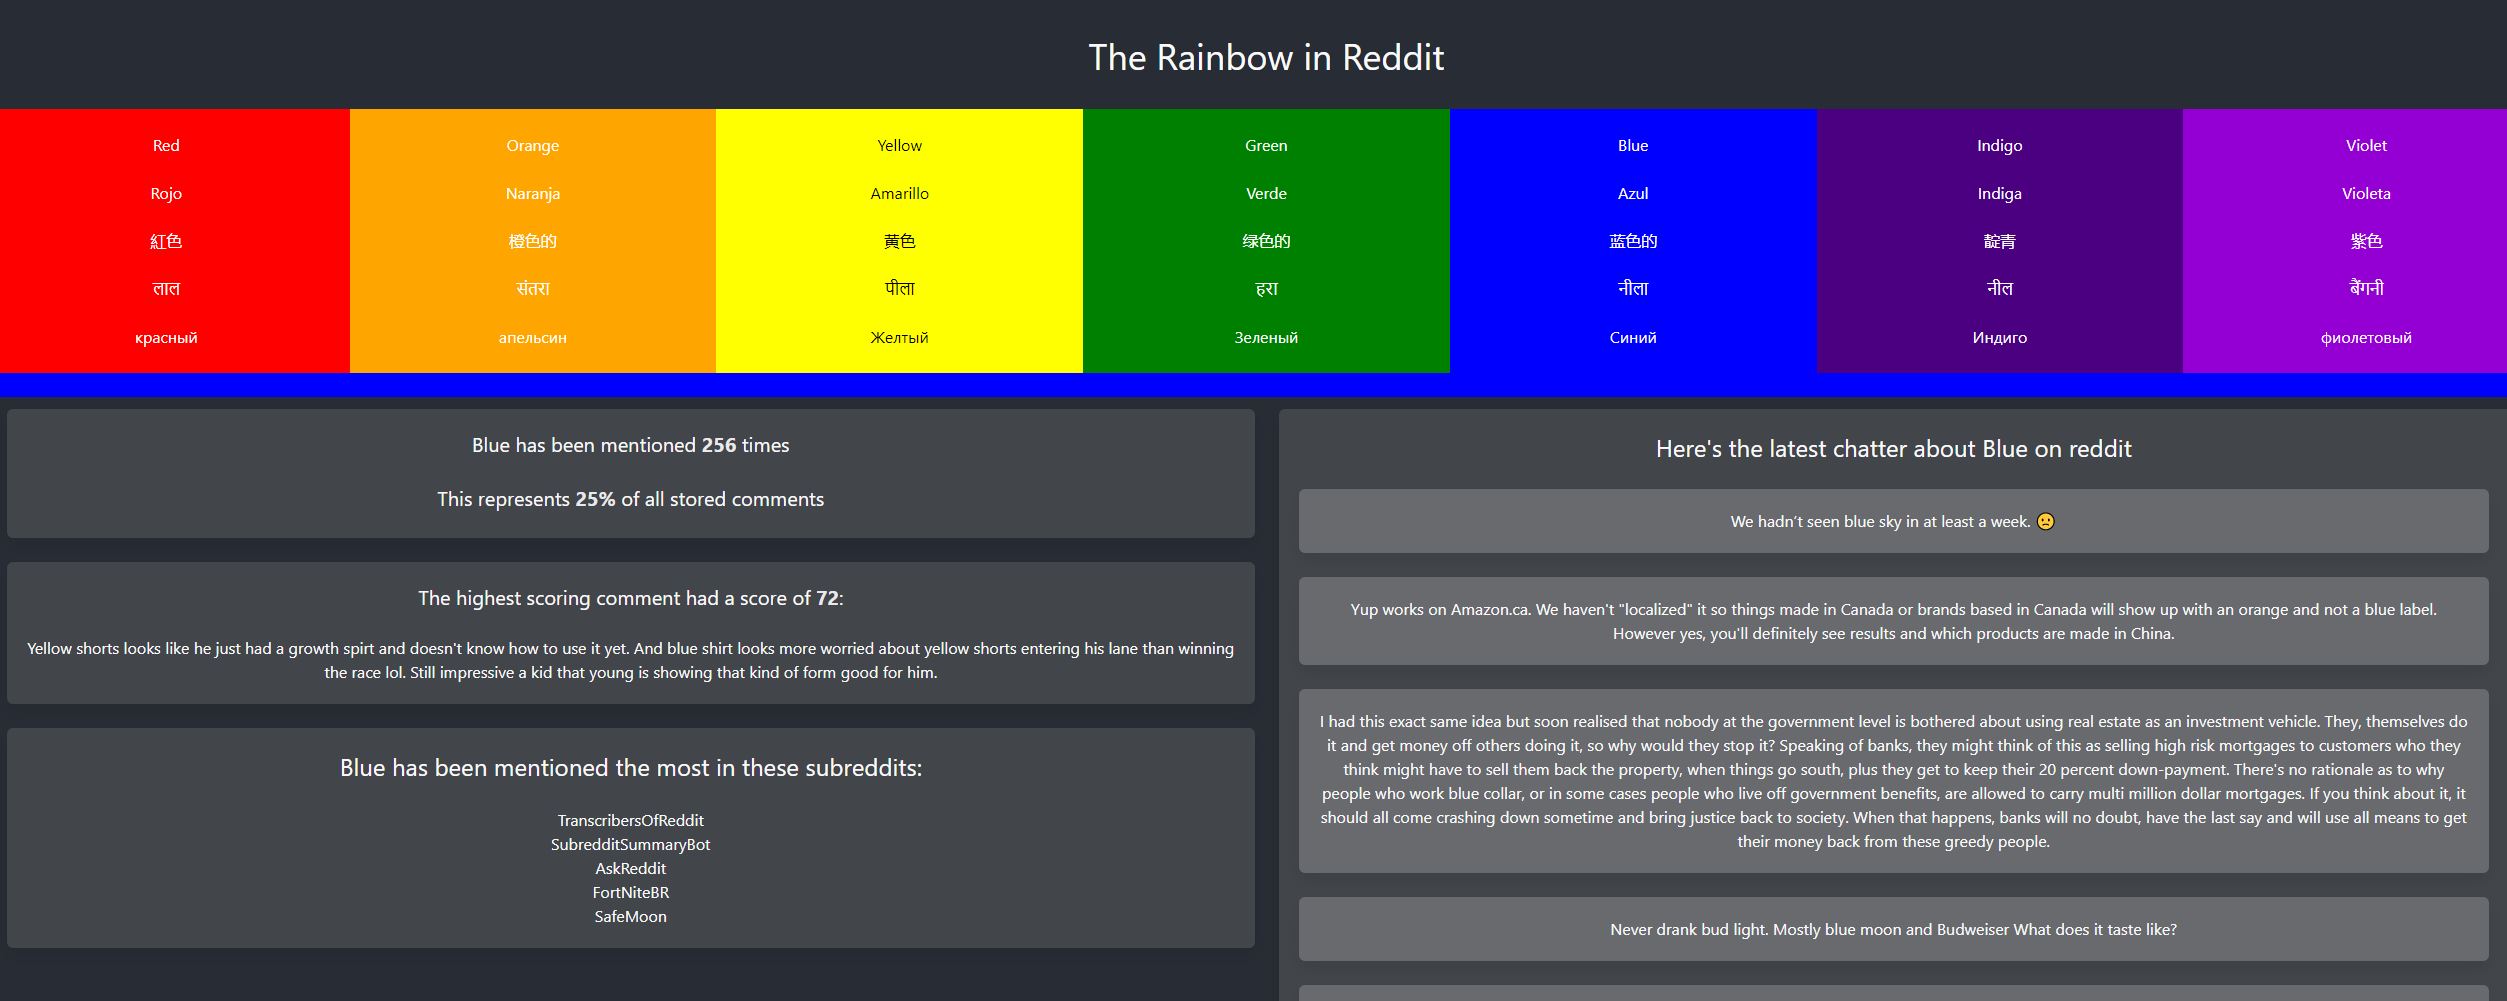 The Rainbow in Reddit
Red
Orange
Yellow
Green
Blue
Indigo
Violet
Rojo
Naranja
Amarillo
Verde
Azul
Indiga
Violeta
紅色
橙色的
黄色
绿色的
蓝色的
靛青
紫色
लाल
संतरा
पीला
हरा
नीला
नील
बैंगनी
красный
апельсин
Желтый
Зеленый
Синий
Индиго
фиолетовый
Blue has been mentioned 256 times
This represents 25% of all stored comments
The highest scoring comment had a score of 72:
Yellow shorts looks like he just had a growth spirt and doesn't know how to use it yet. And blue shirt looks more worried about yellow shorts entering his lane than winning
the race lol. Still impressive a kid that young is showing that kind of form good for him.
Blue has been mentioned the most in these subreddits:
TranscribersOfReddit
SubredditSummaryBot
AskReddit
FortNiteBR
SafeMoon
Here's the latest chatter about Blue on reddit
We hadn’t seen blue sky in at least a week. 🙁
Yup works on Amazon.ca. We haven't "localized" it so things made in Canada or brands based in Canada will show up with an orange and not a blue label.
However yes, you'll definitely see results and which products are made in China.
I had this exact same idea but soon realised that nobody at the government level is bothered about using real estate as an investment vehicle. They, themselves do
it and get money off others doing it, so why would they stop it? Speaking of banks, they might think of this as selling high risk mortgages to customers who they
think might have to sell them back the property, when things go south, plus they get to keep their 20 percent down-payment. There's no rationale as to why
people who work blue collar, or in some cases people who live off government benefits, are allowed to carry multi million dollar mortgages. If you think about it, it
should all come crashing down sometime and bring justice back to society. When that happens, banks will no doubt, have the last say and will use all means to get
their money back from these greedy people.
Never drank bud light. Mostly blue moon and Budweiser What does it taste like?